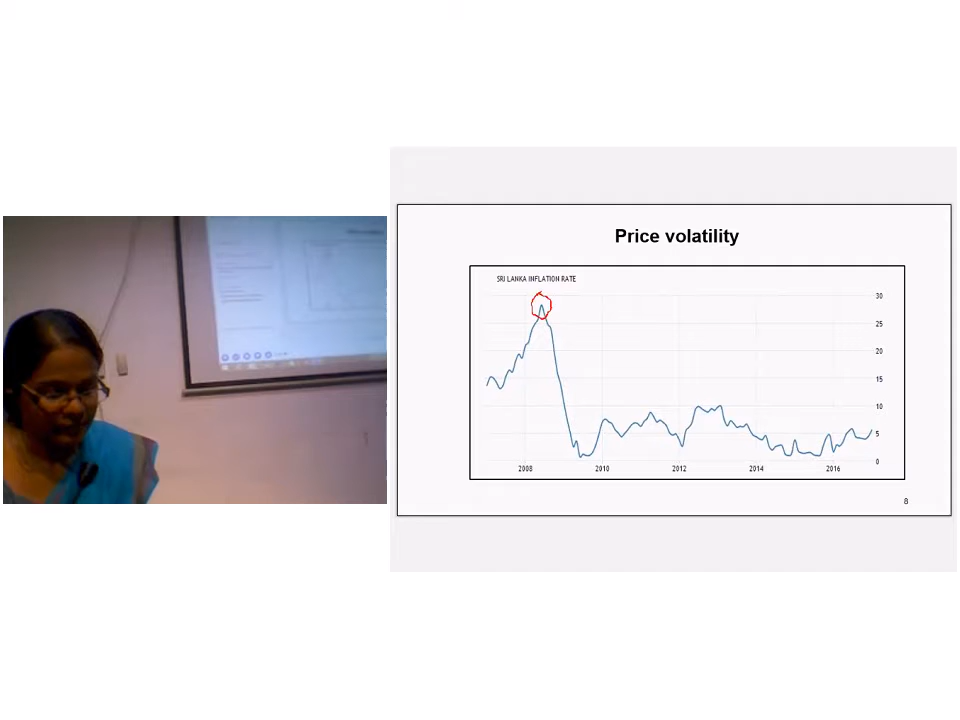 Price volatility
SRI LANKA INFLATION RATE
30
25
20
15
10
5
0
2008 2010 2012 2014 2016
8